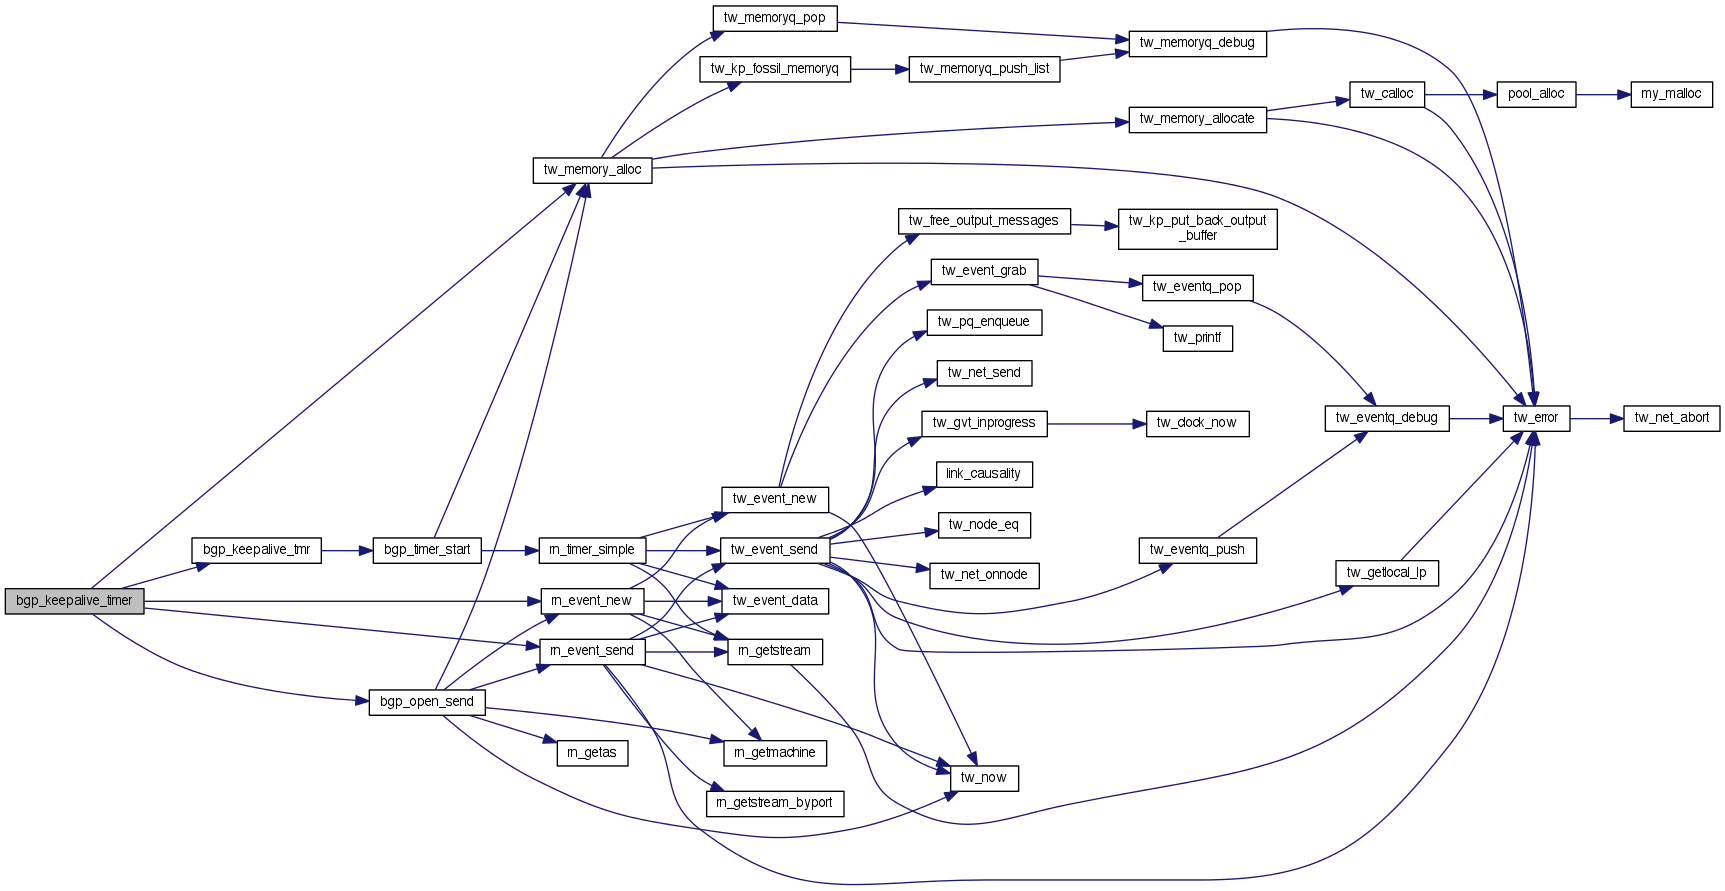 tw_memoryq_pop
tw_memoryq_debug
tw_kp_fossil_memoryq
tw_memoryq_push_list
tw_calloc
pool_alloc
my_malloc
tw_memory_allocate
tw_memory_alloc
tw_free_output_messages
tw_kp_put_back_output
_buffer
tw_event_grab
tw_eventq_pop
tw_pq_enqueue
tw_printf
tw_net_send
tw_gvt_inprogress
tw_clock_now
tw_eventq_debug
tw_error
tw_net_abort
link_causality
tw_event_new
tw_node_eq
bgp_keepalive_tmr
bgp_timer_start
rn_timer_simple
tw_event_send
tw_eventq_push
tw_net_onnode
tw_getlocal_lp
bgp_keepalive_timer
rn_event_new
tw_event_data
rn_event_send
rn_getstream
bgp_open_send
rn_getas
rn_getmachine
tw_now
rn_getstream_byport